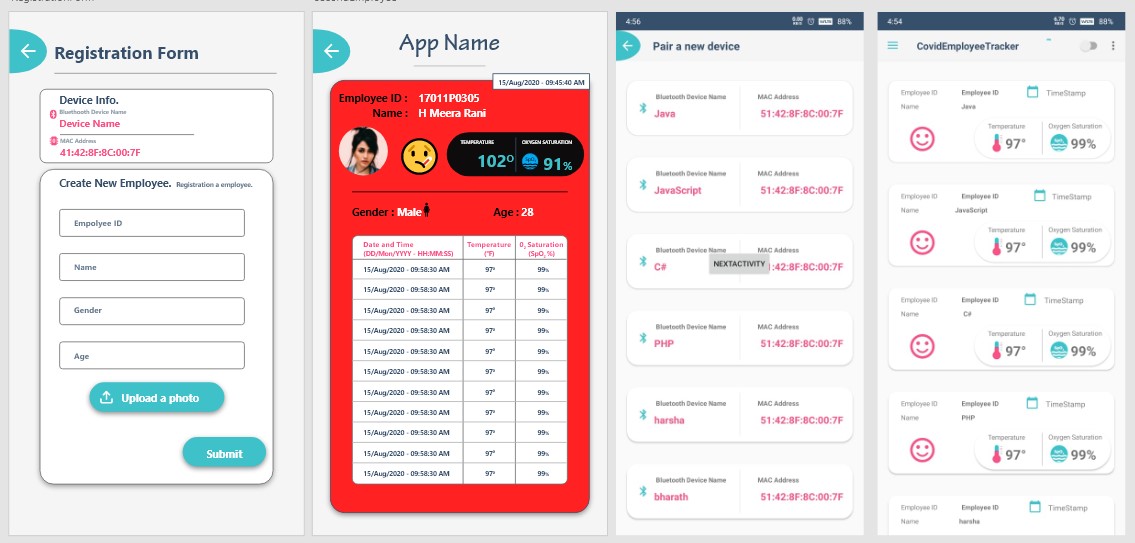 Registration Form
Device Info.
Bluethooth Device Name
Device Name
MAC Address
41:42:8F:8C:00:7F
Create New Employee. Registration a employee.
Empolyee ID
Name
Gender
Age
Upload a photo
Submit
App Name
15/Aug/2020 - 09:45:40 AM
Employee ID : 17011P0305
Name : H Meera Rani
TEMPERATURE OXYGEN SATURATION
102° 91%
Gender : Male Age : 28
Date and Time Temperature O2 Saturation
(DD/Mon/YYYY - HH:MM:SS) (°F) (SpO2 %)
15/Aug/2020 - 09:58:30 AM 97° 99%
15/Aug/2020 - 09:58:30 AM 97° 99%
15/Aug/2020 - 09:58:30 AM 97° 99%
15/Aug/2020 - 09:58:30 AM 97° 99%
15/Aug/2020 - 09:58:30 AM 97° 99%
15/Aug/2020 - 09:58:30 AM 97° 99%
15/Aug/2020 - 09:58:30 AM 97° 99%
15/Aug/2020 - 09:58:30 AM 97° 99%
15/Aug/2020 - 09:58:30 AM 97° 99%
15/Aug/2020 - 09:58:30 AM 97° 99%
15/Aug/2020 - 09:58:30 AM 97° 99%
4:56 88%
Pair a new device
Bluetooth Device Name MAC Address
Java 51:42:8F:8C:00:7F
Bluetooth Device Name MAC Address
JavaScript 51:42:8F:8C:00:7F
Bluetooth Device Name MAC Address
C# NEXTACTIVITY :42:8F:8C:00:7F
Bluetooth Device Name MAC Address
PHP 51:42:8F:8C:00:7F
Bluetooth Device Name MAC Address
harsha 51:42:8F:8C:00:7F
Bluetooth Device Name MAC Address
bharath 51:42:8F:8C:00:7F
4:54 88%
CovidEmployeeTracker
Employee ID Employee ID TimeStamp
Name Java
Temperature Oxygen Saturation
97° 99%
Employee ID Employee ID TimeStamp
Name JavaScript
Temperature Oxygen Saturation
97° 99%
Employee ID Employee ID TimeStamp
Name C#
Temperature Oxygen Saturation
97° 99%
Employee ID Employee ID TimeStamp
Name PHP
Temperature Oxygen Saturation
97° 99%
Employee ID Employee ID TimeStamp
Name harsha